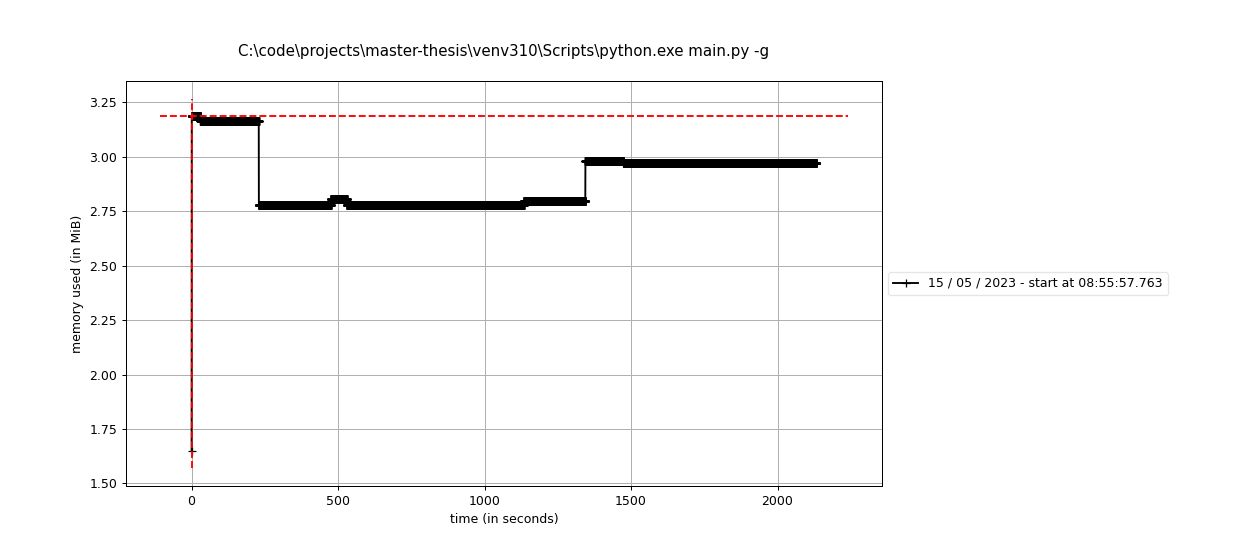 C:\code\projects\master-thesis\venv310\Scripts\python.exe main.py -g
3.25
3.00
2.75
2.50
2.25
2.00
1.75
1.50
memory used (in MiB)
0 500 1000 1500 2000
time (in seconds)
15 / 05 / 2023 - start at 08:55:57.763